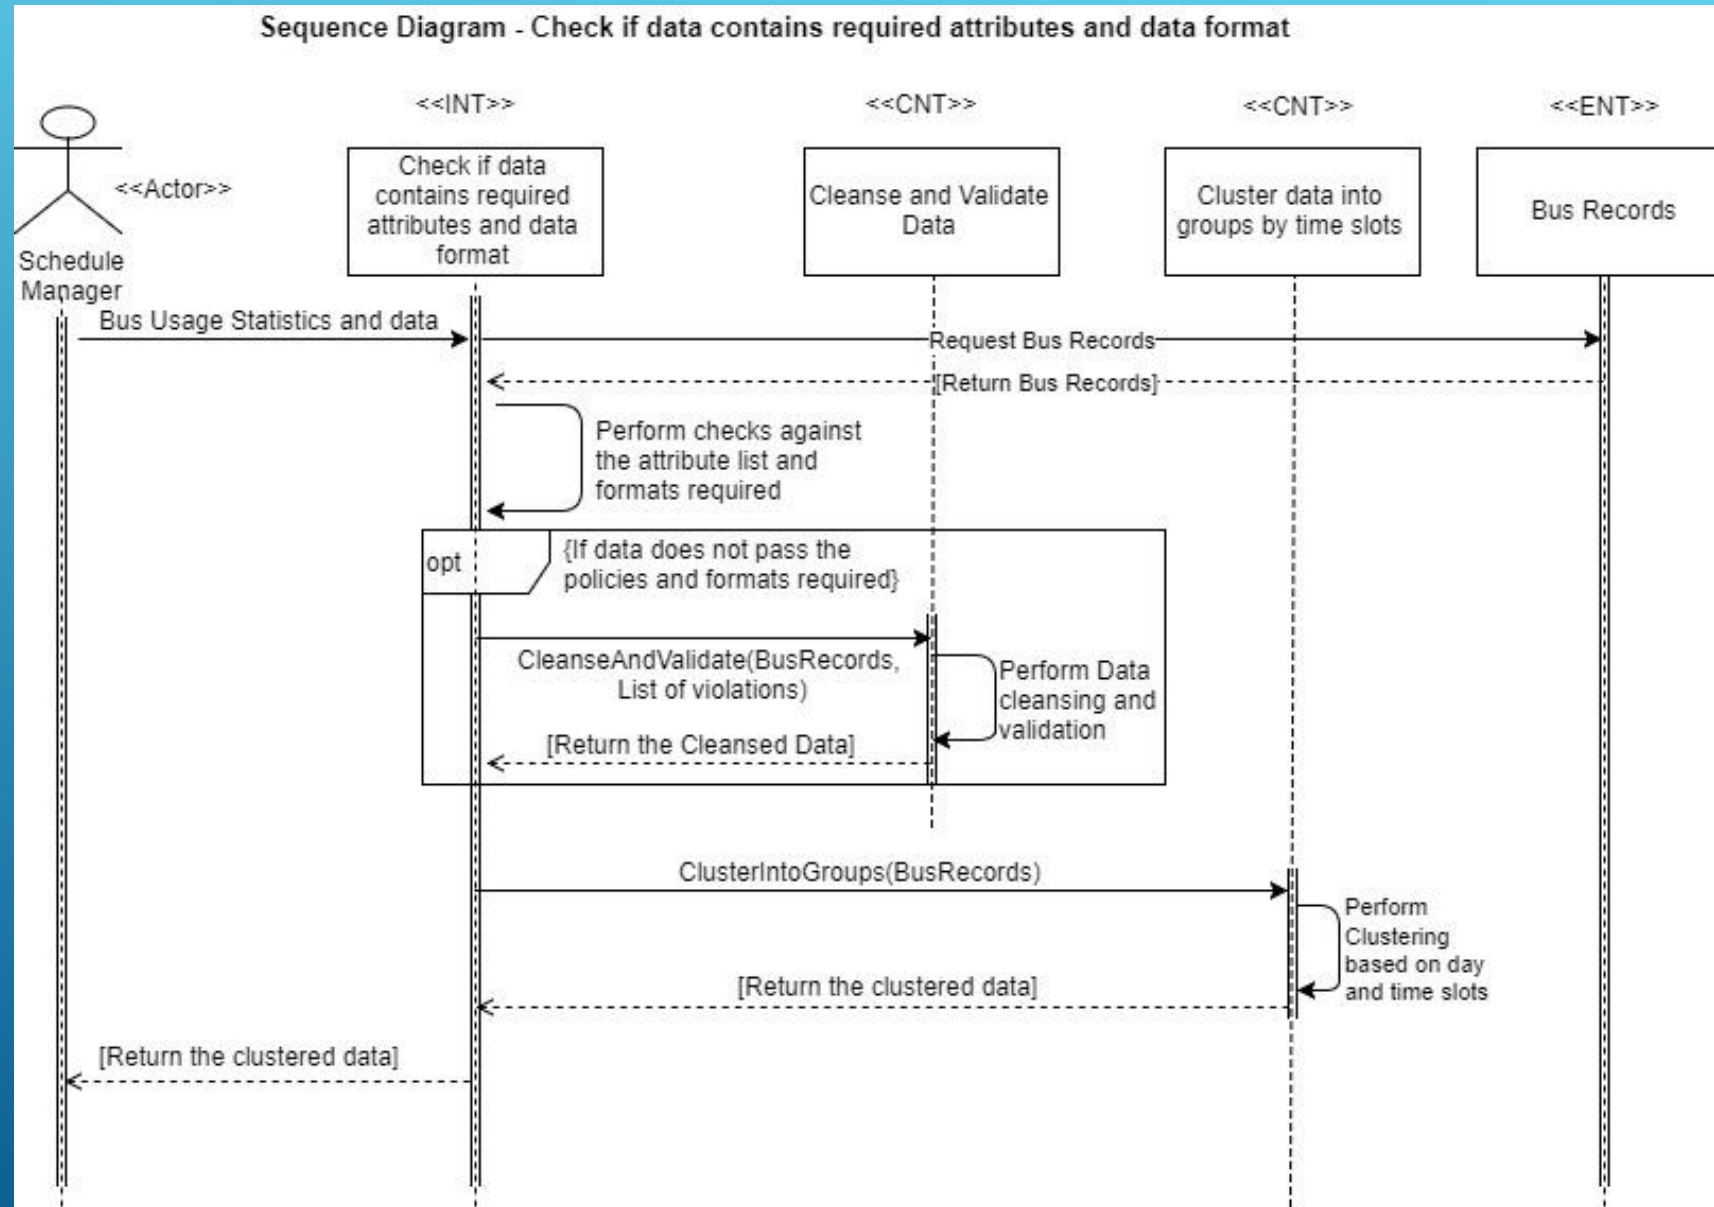 Sequence Diagram - Check if data contains required attributes and data format
<<INT>>
<<CNT>>
<<CNT>>
<<ENT>>
<<Actor>>
Schedule
Manager
Check if data
contains required
attributes and data
format
Cleanse and Validate
Data
Cluster data into
groups by time slots
Bus Records
Bus Usage Statistics and data
Request Bus Records
[Return Bus Records]
Perform checks against
the attribute list and
formats required
opt
{If data does not pass the
policies and formats required}
CleanseAndValidate(BusRecords,
List of violations)
Perform Data
cleansing and
validation
[Return the Cleansed Data]
ClusterIntoGroups(BusRecords)
Perform
Clustering
based on day
and time slots
[Return the clustered data]
[Return the clustered data]